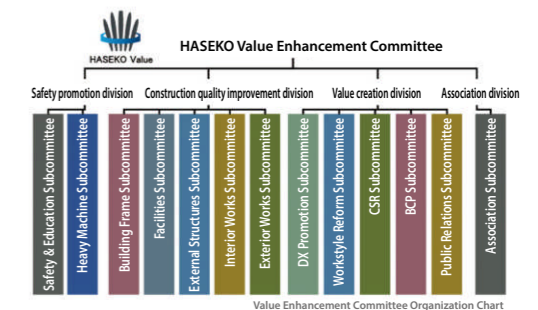 HASEKO Value
HASEKO Value Enhancement Committee
Safety promotion division
Construction quality improvement division
Value creation division
Association division
Safety & Education Subcommittee
Heavy Machine Subcommittee
Building Frame Subcommittee
Facilities Subcommittee
External Structures Subcommittee
Interior Works Subcommittee
Exterior Works Subcommittee
DX Promotion Subcommittee
Workstyle Reform Subcommittee
CSR Subcommittee
BCP Subcommittee
Public Relations Subcommittee
Association Subcommittee
Value Enhancement Committee Organization Chart